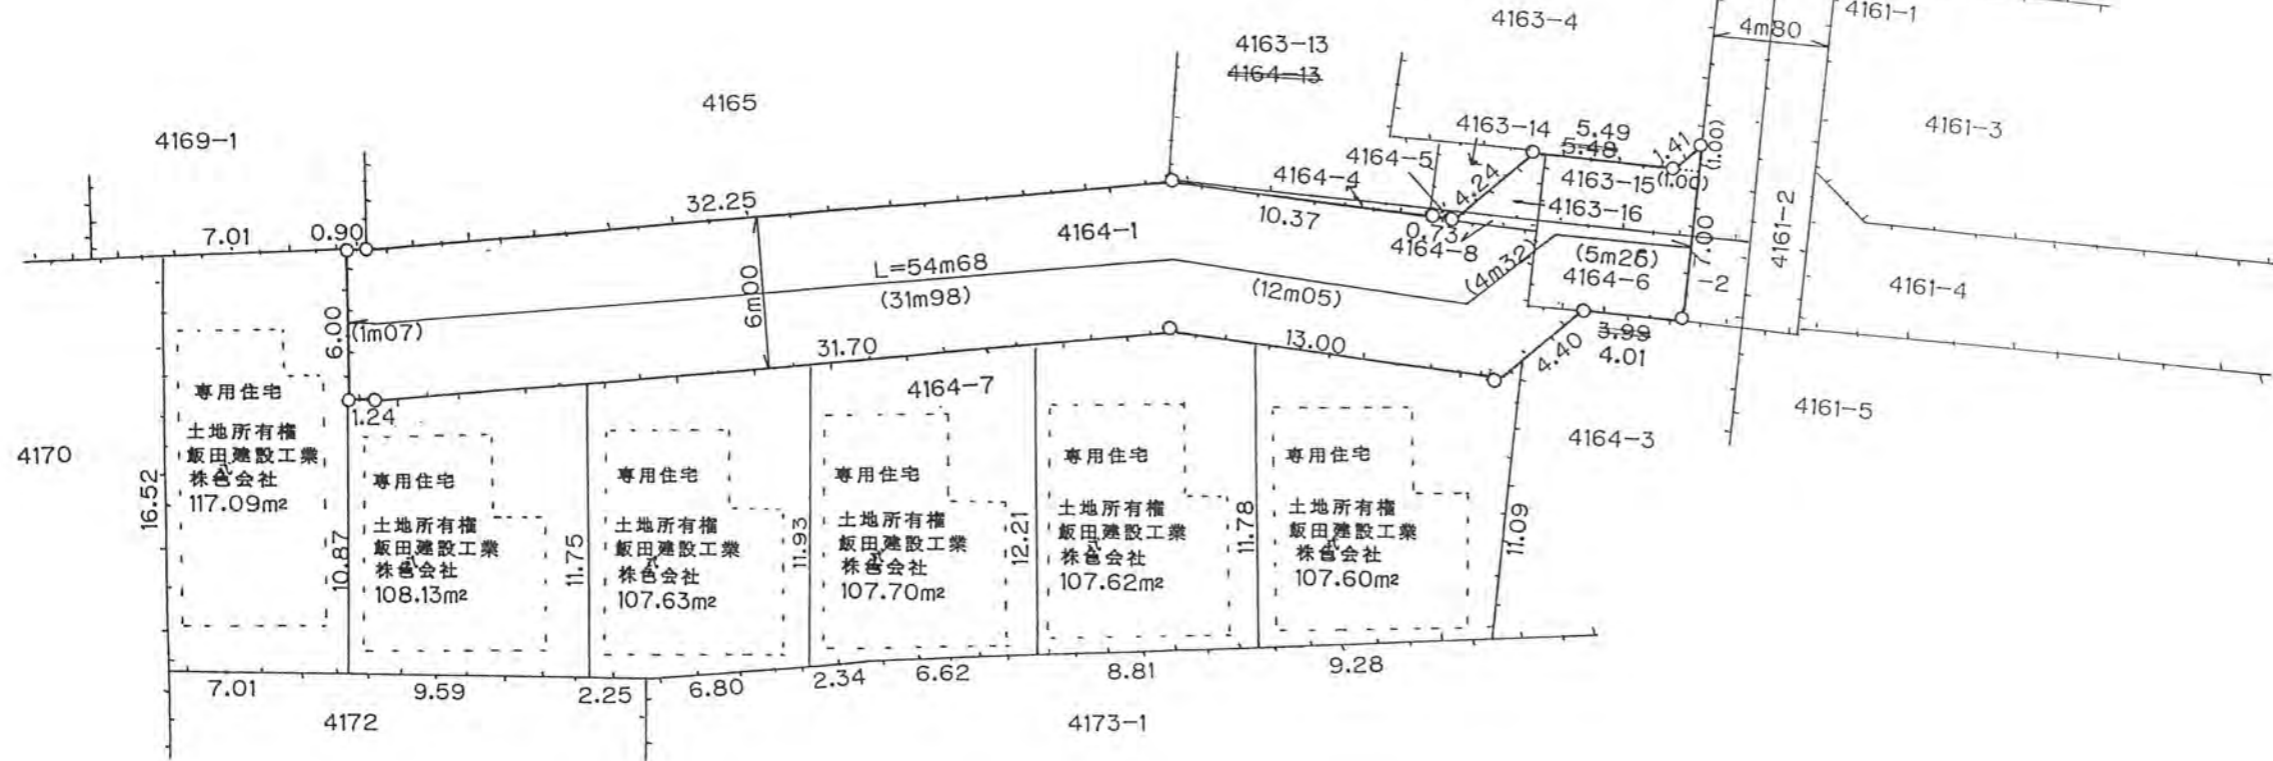 4163-4
4161-1
4m80
4163-13
4164-13
4165
4169-1
4163-14
5.49
5.48
1.41
(1.00)
4161-3
4164-5
4164-4
4.24
4163-15
(1.00)
4163-16
32.25
7.01
0.90
4164-1
10.37
0.73
4164-8
7.00
4161-2
L=54m68
(31m98)
6m00
(12m05)
(4m32)
(5m26)
4164-6
-2
4161-4
6.00
(1m07)
31.70
13.00
3.99
4.01
4.40
1.24
4164-7
4164-3
4161-5
4170
16.52
専用住宅
土地所有権
飯田建設工業
株式会社
117.09m²
10.87
専用住宅
土地所有権
飯田建設工業
株式会社
108.13m²
11.75
専用住宅
土地所有権
飯田建設工業
株式会社
107.63m²
11.93
専用住宅
土地所有権
飯田建設工業
株式会社
107.70m²
12.21
専用住宅
土地所有権
飯田建設工業
株式会社
107.62m²
11.78
専用住宅
土地所有権
飯田建設工業
株式会社
107.60m²
11.09
7.01
9.59
2.25
6.80
2.34
6.62
8.81
9.28
4172
4173-1